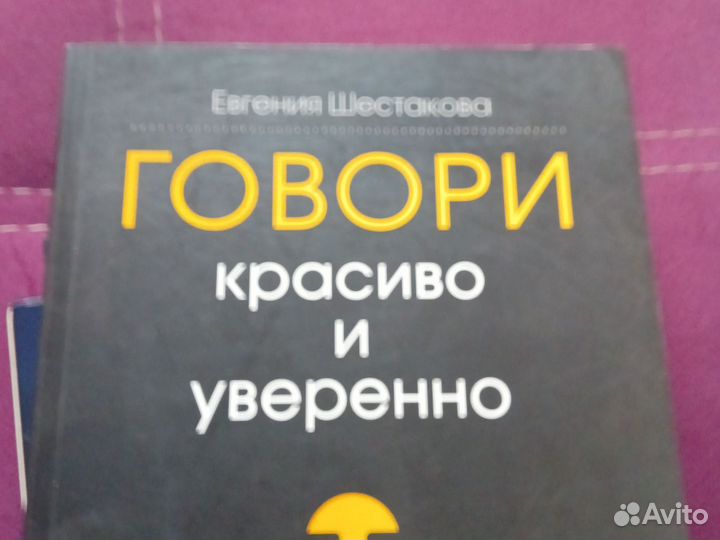 Евгения Шестакова
ГОВОРИ
красиво
и
уверенно
Avito